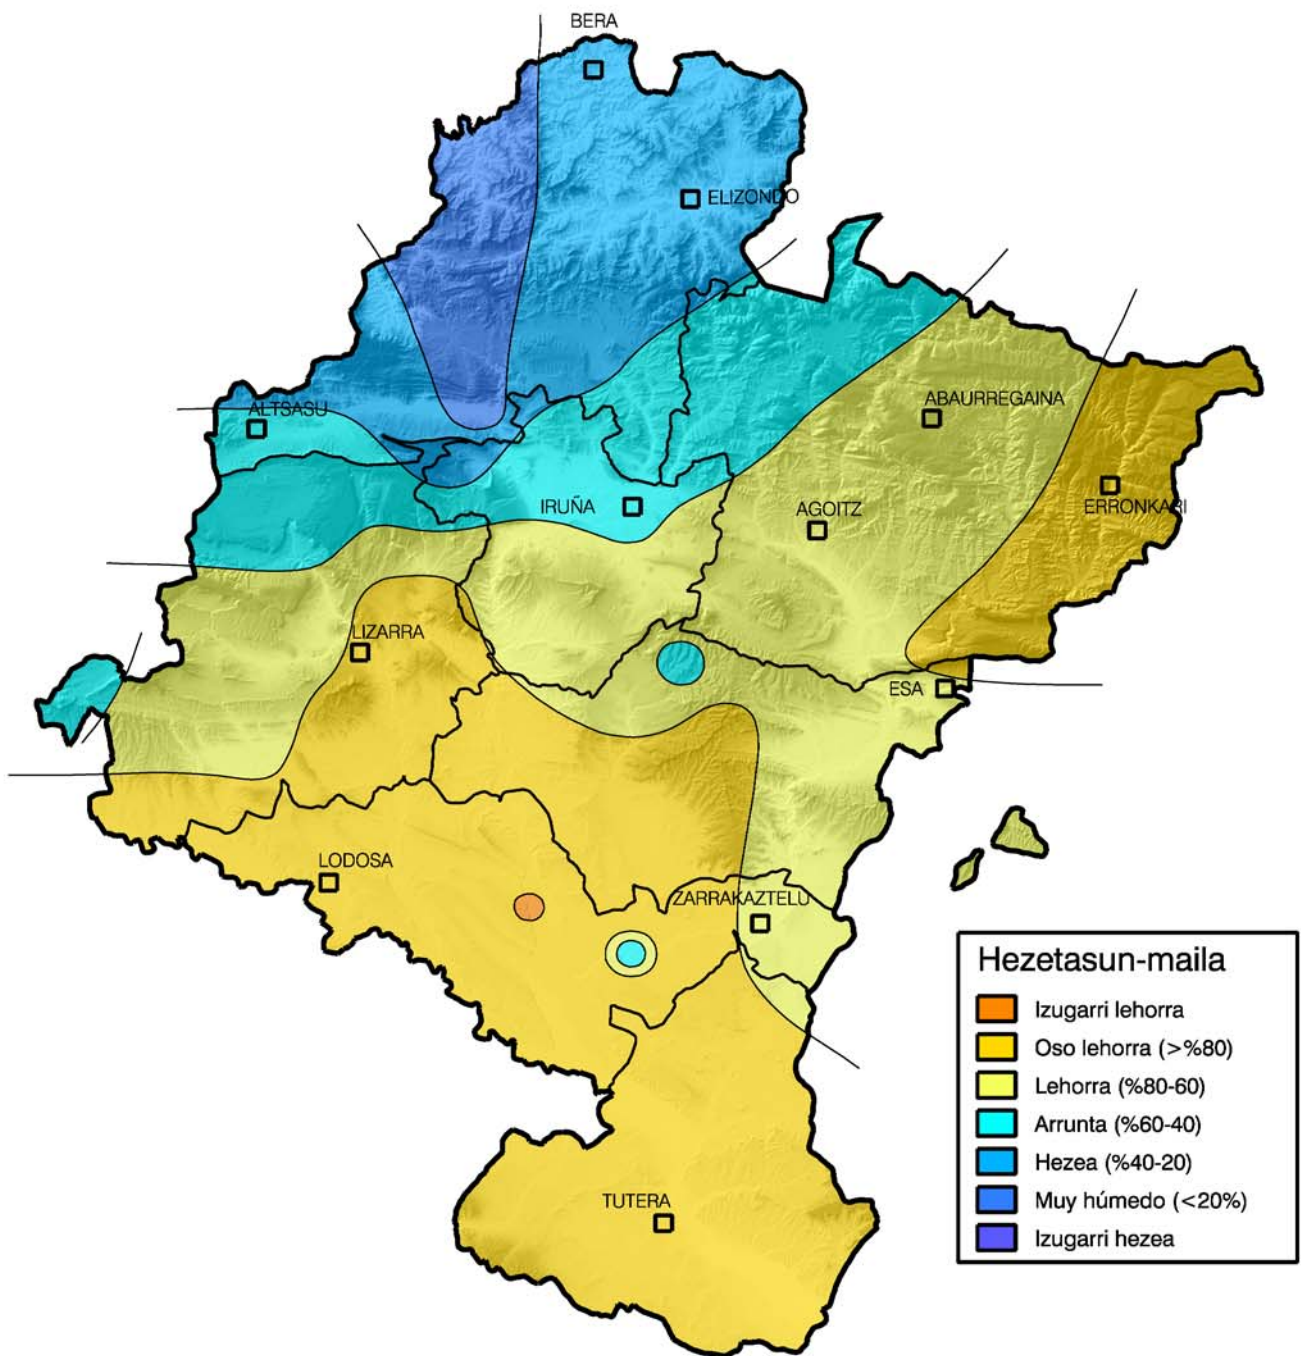 BERA
ELIZONDO
ALTSASU
ABAURREGAINA
IRUÑA
AGOITZ
ERRONKARI
LIZARRA
ESA
LODOSA
ZARRAKAZTELU
TUTERA
Hezetasun-maila
Izugarri lehorra
Oso lehorra (>%80)
Lehorra (%80-60)
Arrunta (%60-40)
Hezea (%40-20)
Muy húmedo (<20%)
Izugarri hezea